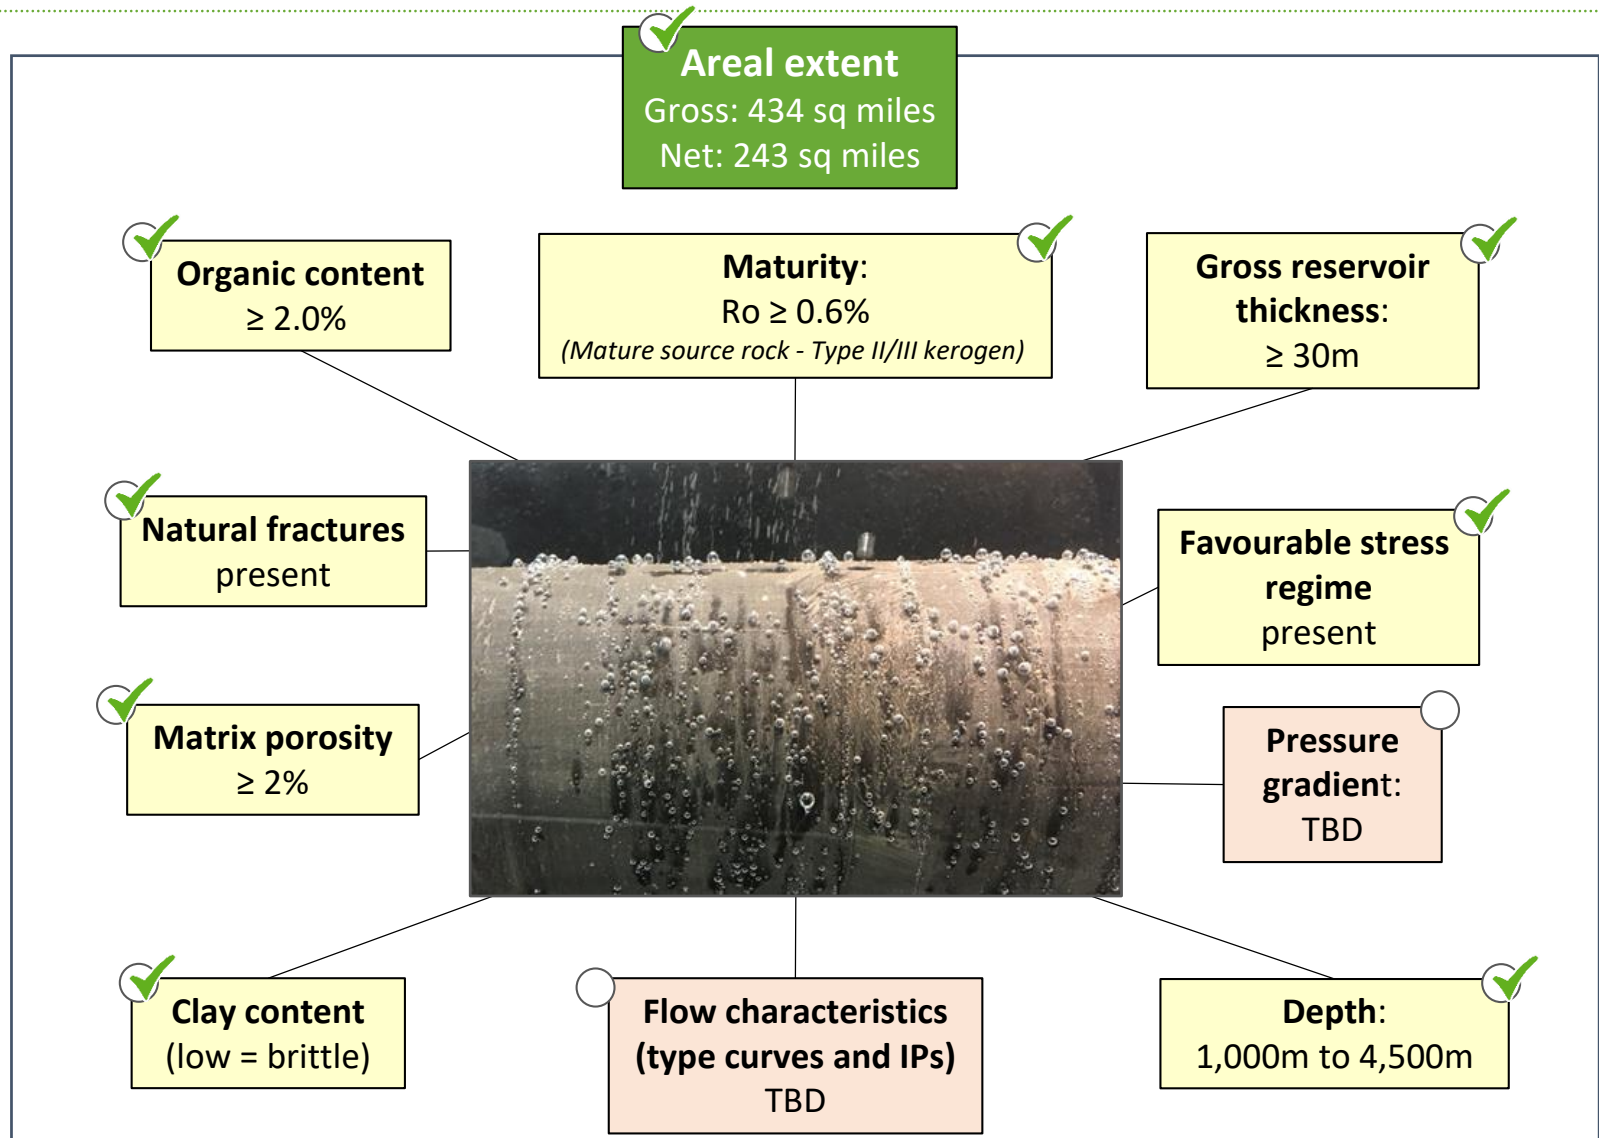 Areal extent
Gross: 434 sq miles
Net: 243 sq miles
Organic content
≥ 2.0%
Maturity:
Ro ≥ 0.6%
(Mature source rock - Type II/III kerogen)
Gross reservoir
thickness:
≥ 30m
Natural fractures
present
Favourable stress
regime
present
Matrix porosity
≥ 2%
Pressure
gradient:
TBD
Clay content
(low = brittle)
Flow characteristics
(type curves and IPs)
TBD
Depth:
1,000m to 4,500m